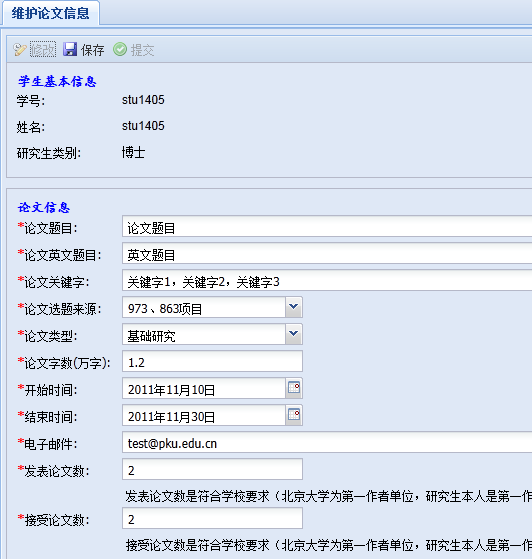 维护论文信息
修改 保存 提交
学生基本信息
学号: stu1405
姓名: stu1405
研究生类别: 博士
论文信息
*论文题目: 论文题目
*论文英文题目: 英文题目
*论文关键字: 关键字1，关键字2，关键字3
*论文选题来源: 973、863项目
*论文类型: 基础研究
*论文字数(万字): 1.2
*开始时间: 2011年11月10日
*结束时间: 2011年11月30日
*电子邮件: test@pku.edu.cn
*发表论文数: 2
发表论文数是符合学校要求（北京大学为第一作者单位，研究生本人是第一作
*接受论文数: 2
接受论文数是符合学校要求（北京大学为第一作者单位，研究生本人是第一作